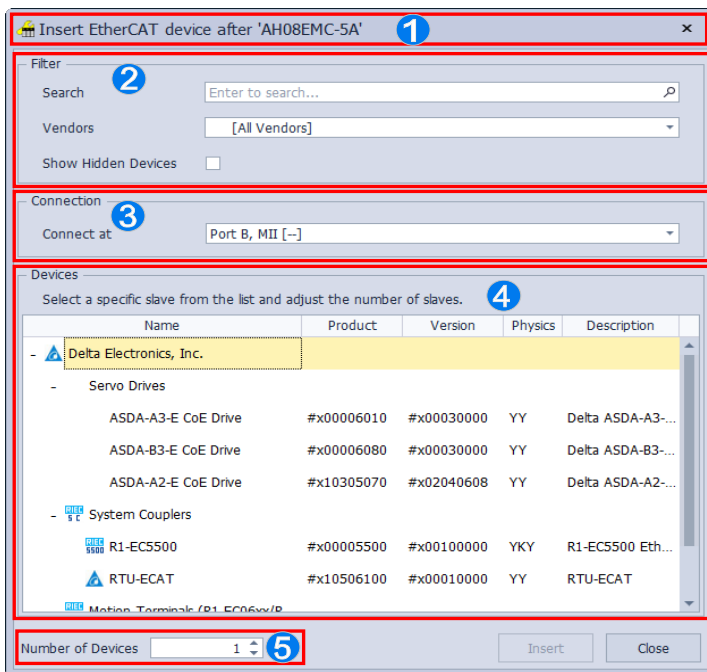 Insert EtherCAT device after 'AH08EMC-5A' 1 ×
Filter
2
Search Enter to search...
Vendors [All Vendors]
Show Hidden Devices
Connection
3
Connect at Port B, MII [--]
Devices
Select a specific slave from the list and adjust the number of slaves. 4
Name Product Version Physics Description
- Delta Electronics, Inc.
- Servo Drives
ASDA-A3-E CoE Drive #x00006010 #x00030000 YY Delta ASDA-A3-...
ASDA-B3-E CoE Drive #x00006080 #x00030000 YY Delta ASDA-B3-...
ASDA-A2-E CoE Drive #x10305070 #x02040608 YY Delta ASDA-A2-...
- System Couplers
R1-EC5500 #x00005500 #x00100000 YKY R1-EC5500 Eth...
RTU-ECAT #x10506100 #x00010000 YY RTU-ECAT
Motion Terminals (R1-EC06xx/R
Number of Devices 1 5 Insert Close